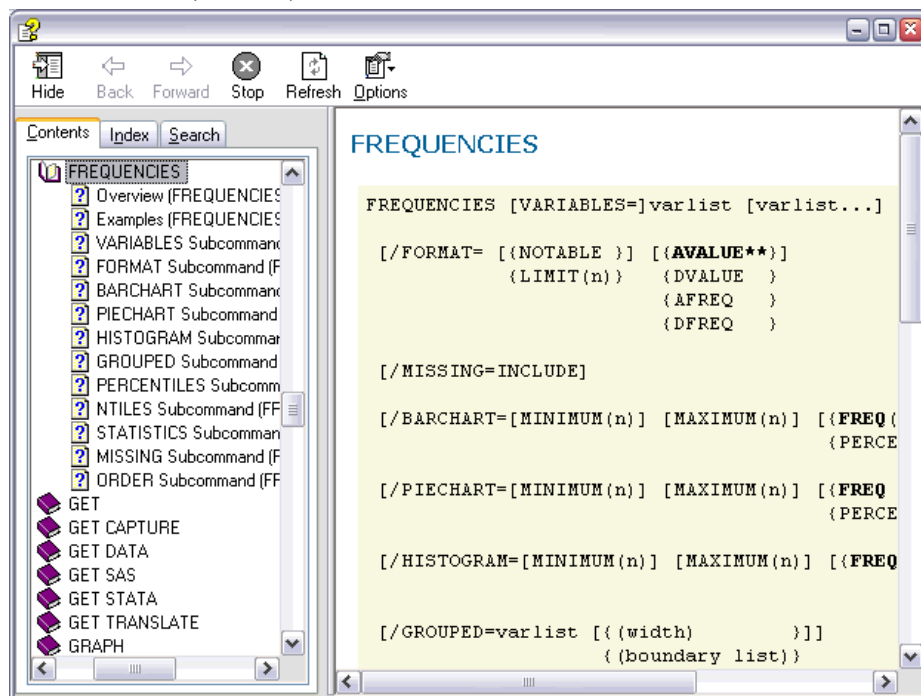 Hide Back Forward Stop Refresh Options
Contents Index Search
FREQUENCIES
Overview (FREQUENCIES
Examples (FREQUENCIES
VARIABLES Subcommand
FORMAT Subcommand (F
BARCHART Subcommand
PIECHART Subcommand
HISTOGRAM Subcommar
GROUPED Subcommand
PERCENTILES Subcomm
NTILES Subcommand (FF
STATISTICS Subcomman
MISSING Subcommand (F
ORDER Subcommand (FF
GET
GET CAPTURE
GET DATA
GET SAS
GET STATA
GET TRANSLATE
GRAPH
FREQUENCIES
FREQUENCIES [VARIABLES=]varlist [varlist...]
[/FORMAT= [{NOTABLE }] [{AVALUE**}]
{LIMIT(n)} {DVALUE }
{AFREQ }
{DFREQ }
[/MISSING=INCLUDE]
[/BARCHART=[MINIMUM(n)] [MAXIMUM(n)] [{FREQ(
{PERCE
[/PIECHART=[MINIMUM(n)] [MAXIMUM(n)] [{FREQ
{PERCE
[/HISTOGRAM=[MINIMUM(n)] [MAXIMUM(n)] [{FREQ
[/GROUPED=varlist [{(width) }]]
{(boundary list)}